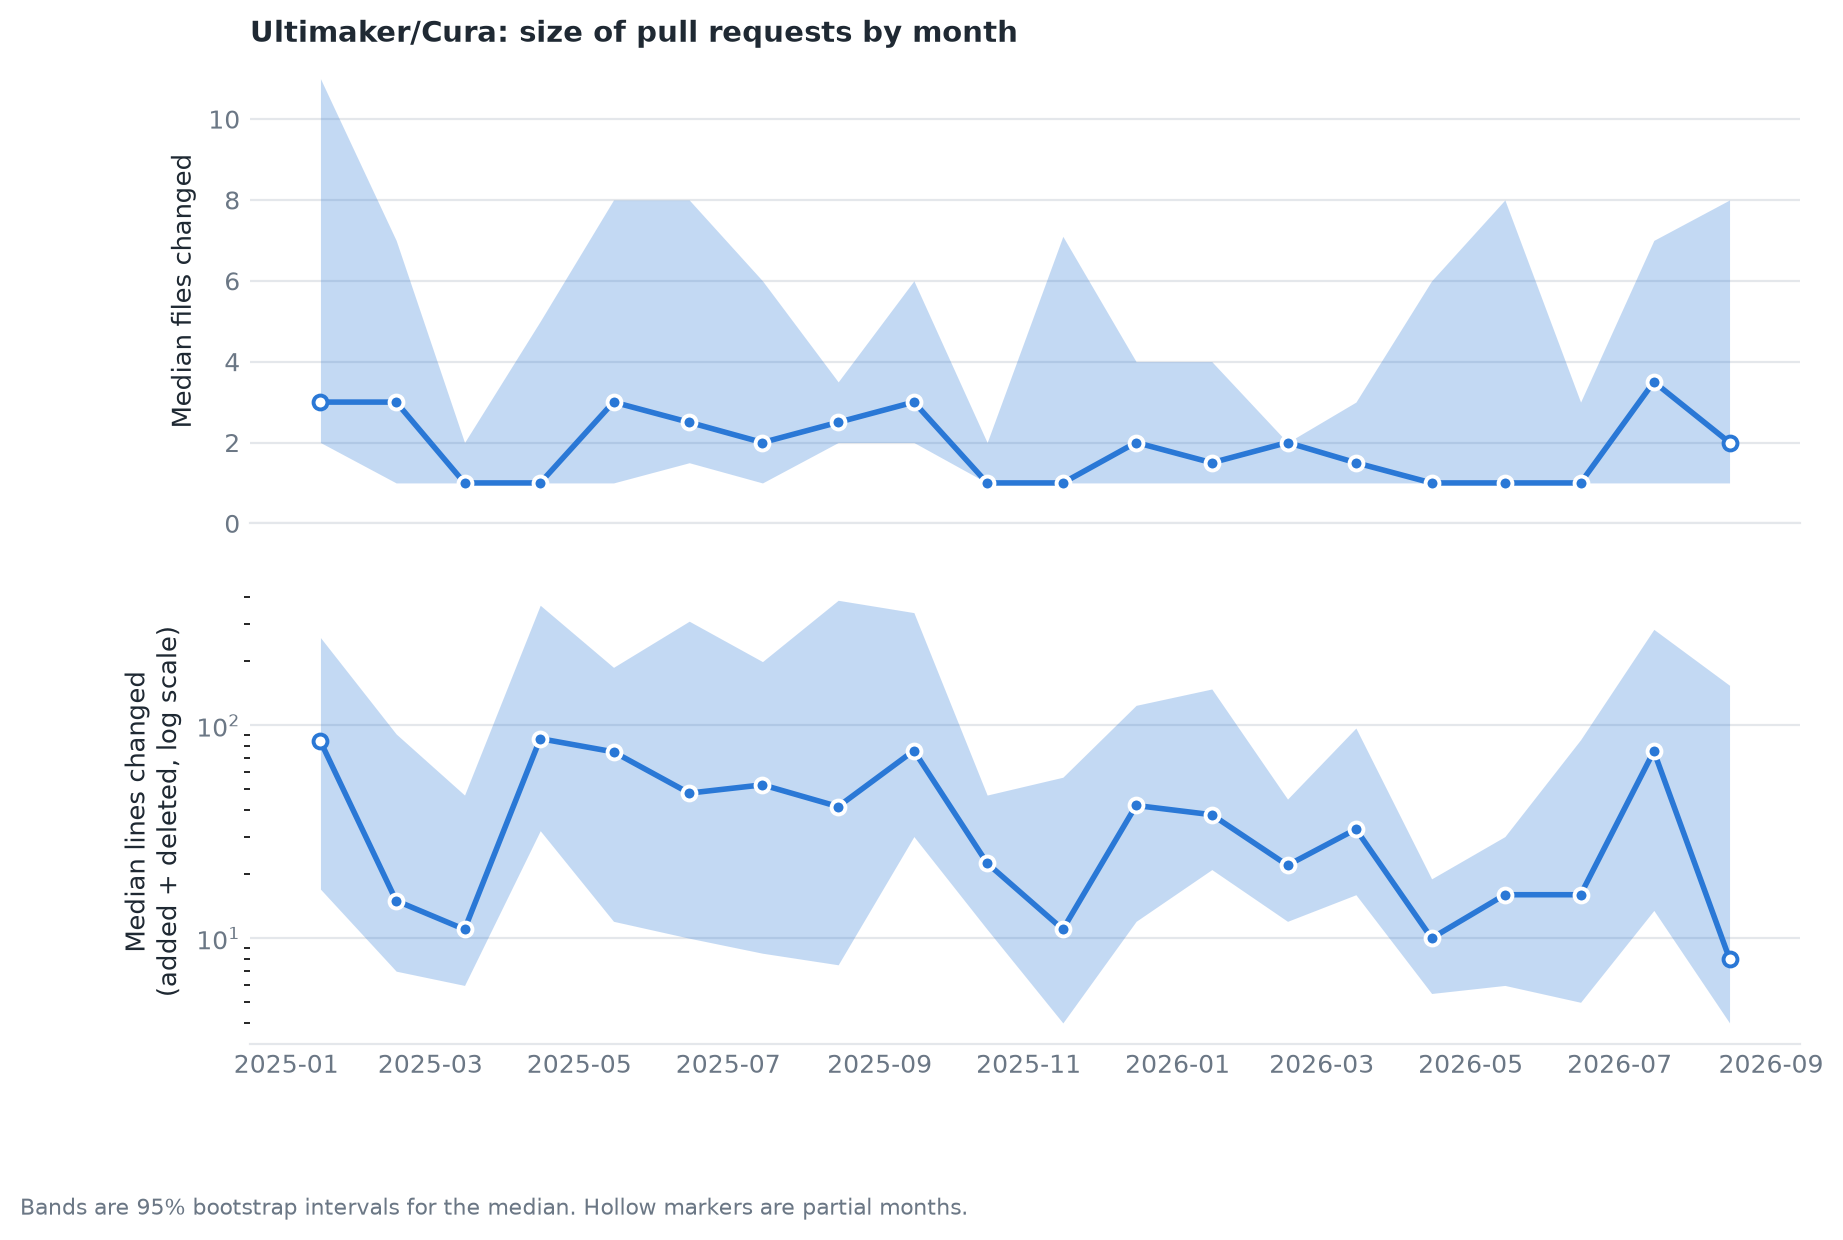 Ultimaker/Cura: size of pull requests by month
Median files changed
10
8
6
4
2
0
Median lines changed
(added + deleted, log scale)
10²
10¹
2025-01 2025-03 2025-05 2025-07 2025-09 2025-11 2026-01 2026-03 2026-05 2026-07 2026-09
Bands are 95% bootstrap intervals for the median. Hollow markers are partial months.